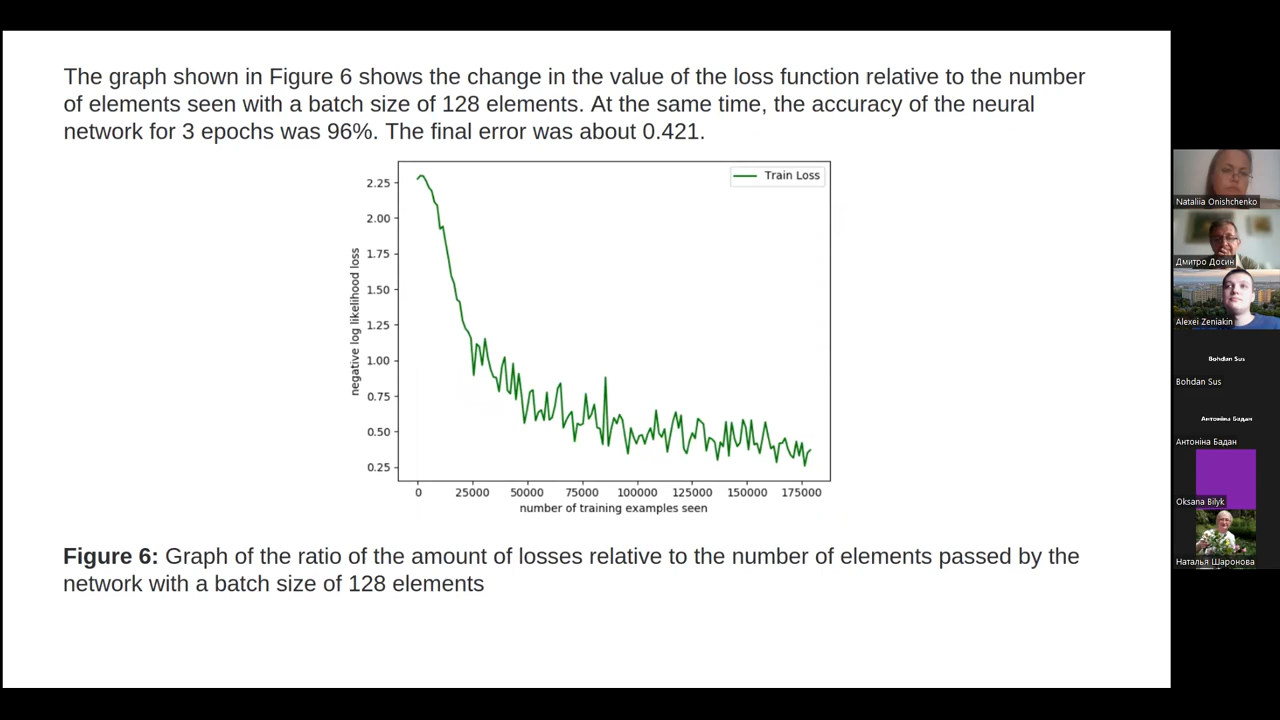 The graph shown in Figure 6 shows the change in the value of the loss function relative to the number
of elements seen with a batch size of 128 elements. At the same time, the accuracy of the neural
network for 3 epochs was 96%. The final error was about 0.421.
Train Loss
2.25
2.00
1.75
1.50
1.25
1.00
0.75
0.50
0.25
negative log likelihood loss
0 25000 50000 75000 100000 125000 150000 175000
number of training examples seen
Figure 6: Graph of the ratio of the amount of losses relative to the number of elements passed by the
network with a batch size of 128 elements
Nataliia Onishchenko
Дмитро Досин
Alexei Zeniakin
Bohdan Sus
Bohdan Sus
Антоніна Бадан
Антоніна Бадан
Oksana Bilyk
Наталья Шаронова